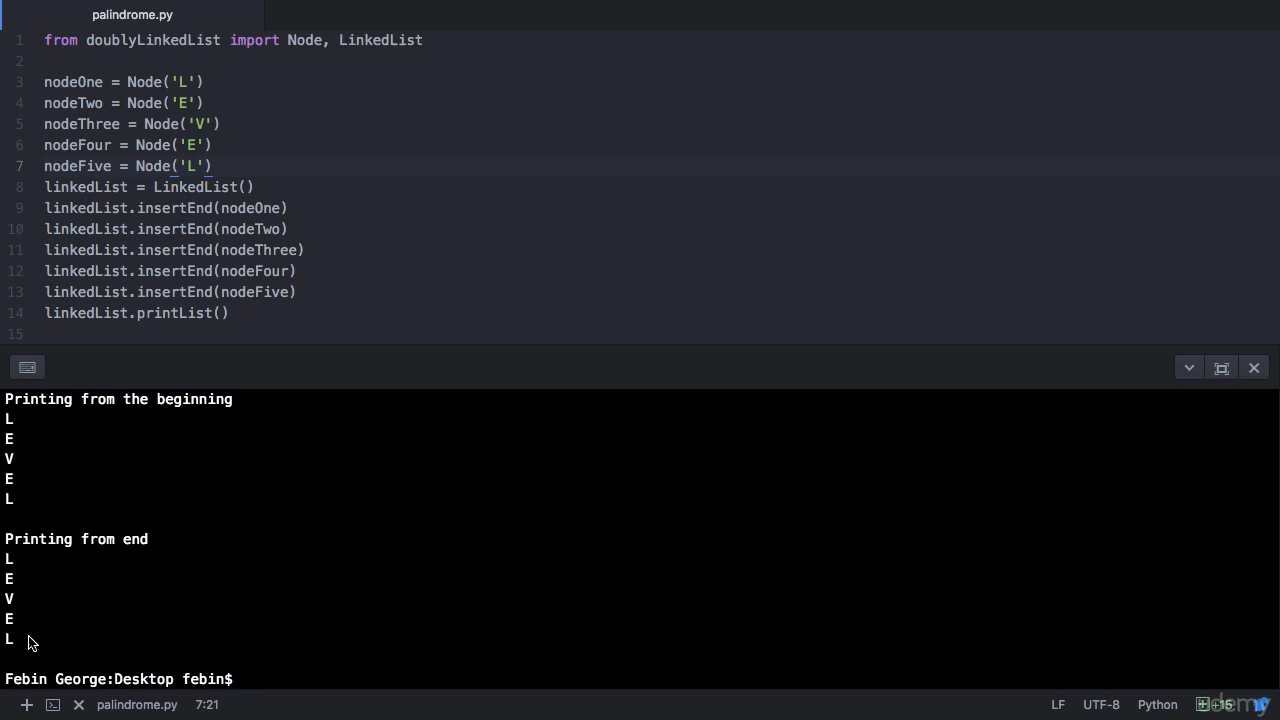 palindrome.py
1 from doublyLinkedList import Node, LinkedList
2
3 nodeOne = Node('L')
4 nodeTwo = Node('E')
5 nodeThree = Node('V')
6 nodeFour = Node('E')
7 nodeFive = Node('L')
8 linkedList = LinkedList()
9 linkedList.insertEnd(nodeOne)
10 linkedList.insertEnd(nodeTwo)
11 linkedList.insertEnd(nodeThree)
12 linkedList.insertEnd(nodeFour)
13 linkedList.insertEnd(nodeFive)
14 linkedList.printList()
15
Printing from the beginning
L
E
V
E
L
Printing from end
L
E
V
E
L
Febin George:Desktop febin$
palindrome.py 7:21 LF UTF-8 Python +15
udemy